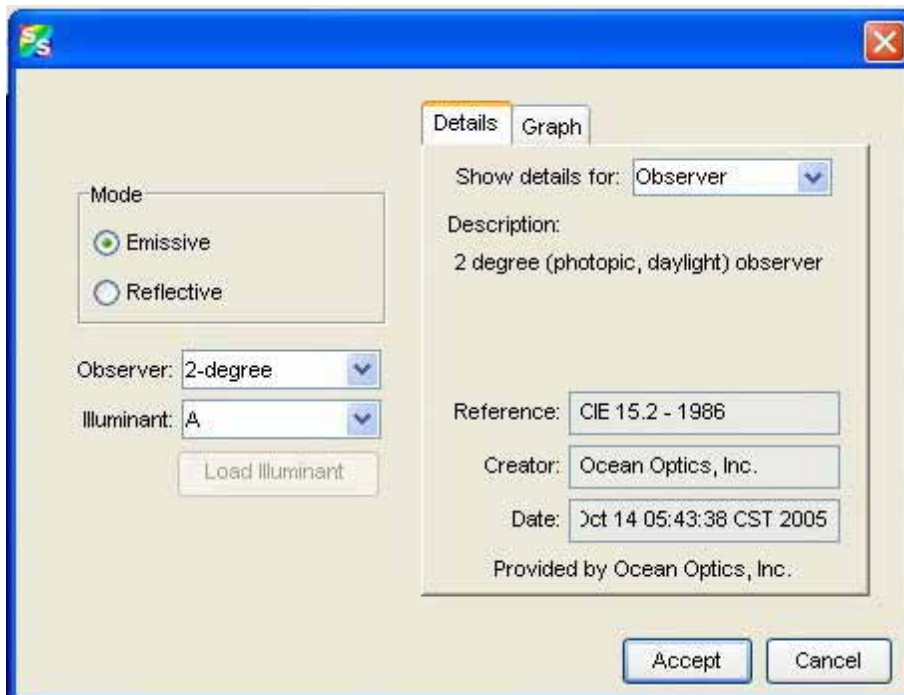 SS
Mode
Emissive
Reflective
Observer: 2-degree
Illuminant: A
Load Illuminant
Details Graph
Show details for: Observer
Description:
2 degree (photopic, daylight) observer
Reference: CIE 15.2 - 1986
Creator: Ocean Optics, Inc.
Date: Oct 14 05:43:38 CST 2005
Provided by Ocean Optics, Inc.
Accept Cancel